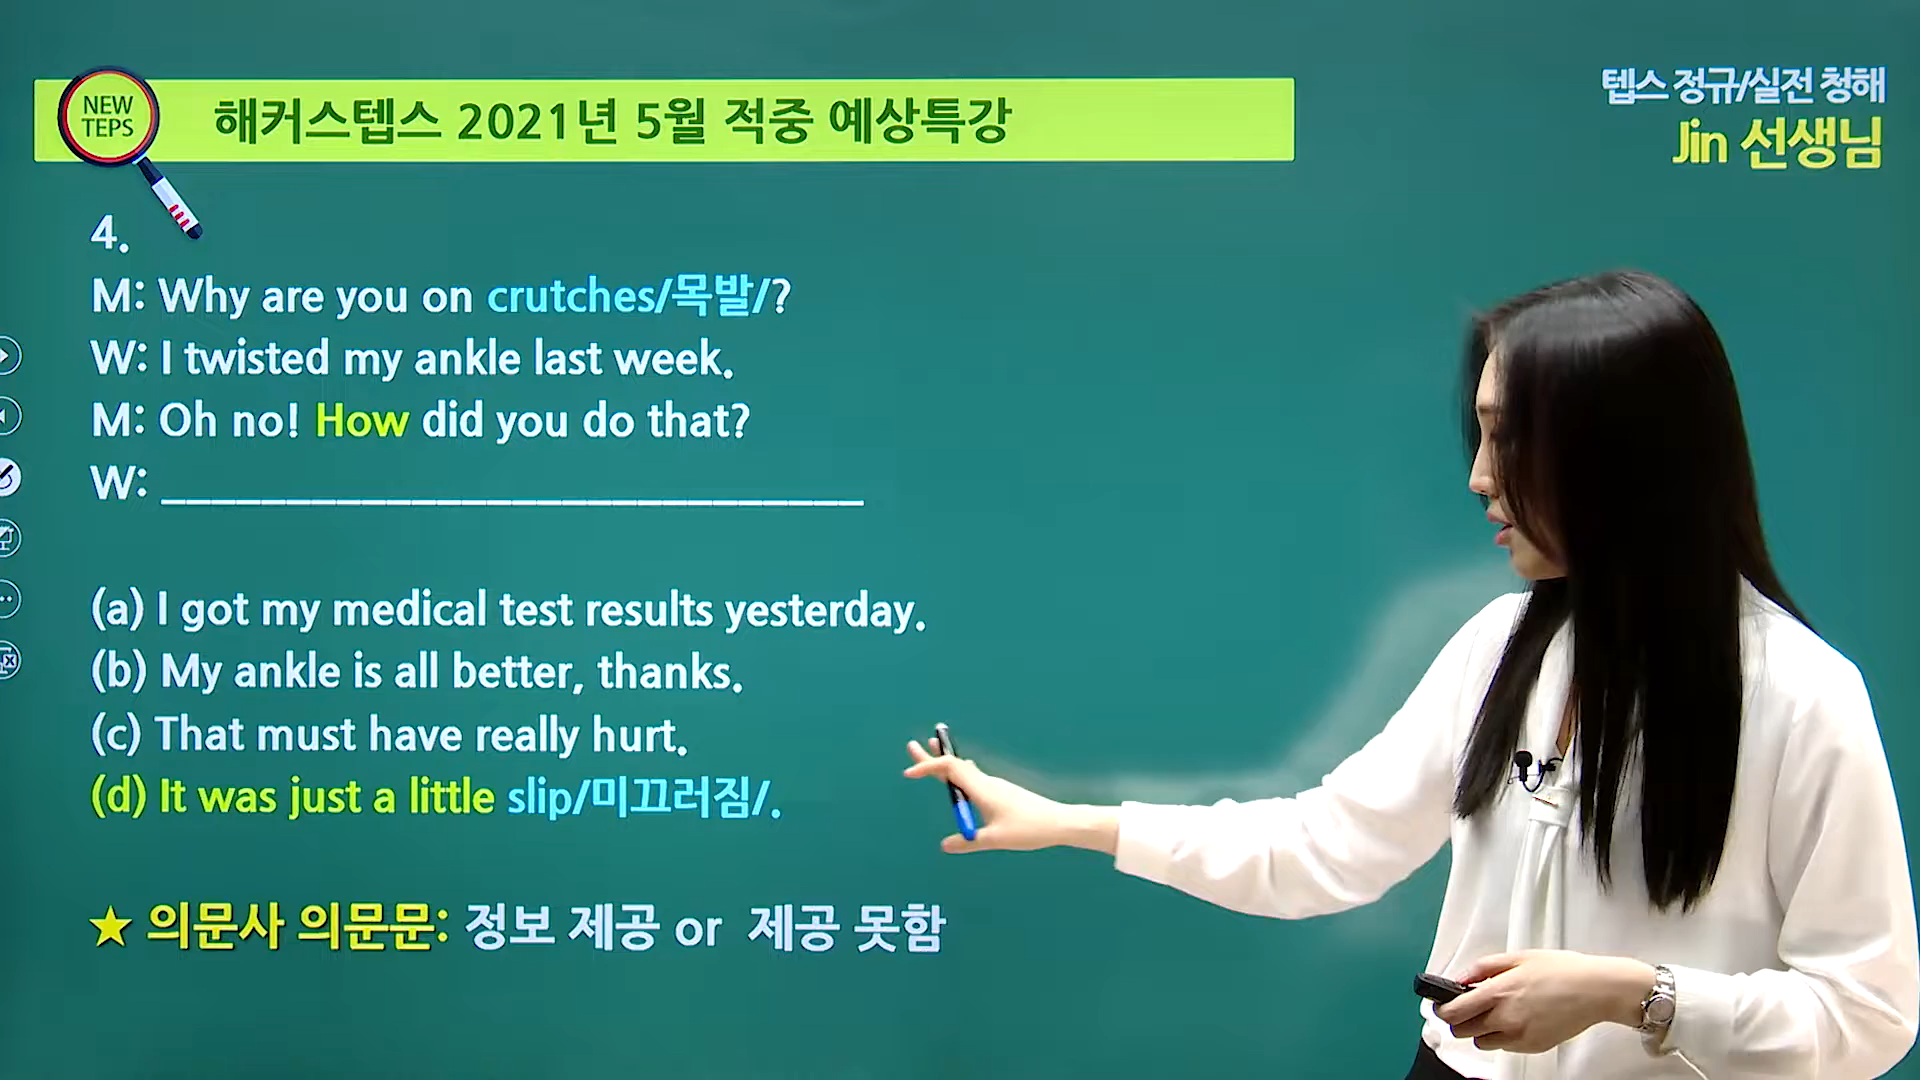 NEW
TEPS
해커스텝스 2021년 5월 적중 예상특강
텝스 정규/실전 청해
Jin 선생님
4.
M: Why are you on crutches/목발/?
W: I twisted my ankle last week.
M: Oh no! How did you do that?
W: ______________________________
(a) I got my medical test results yesterday.
(b) My ankle is all better, thanks.
(c) That must have really hurt.
(d) It was just a little slip/미끄러짐/.
★ 의문사 의문문: 정보 제공 or 제공 못함